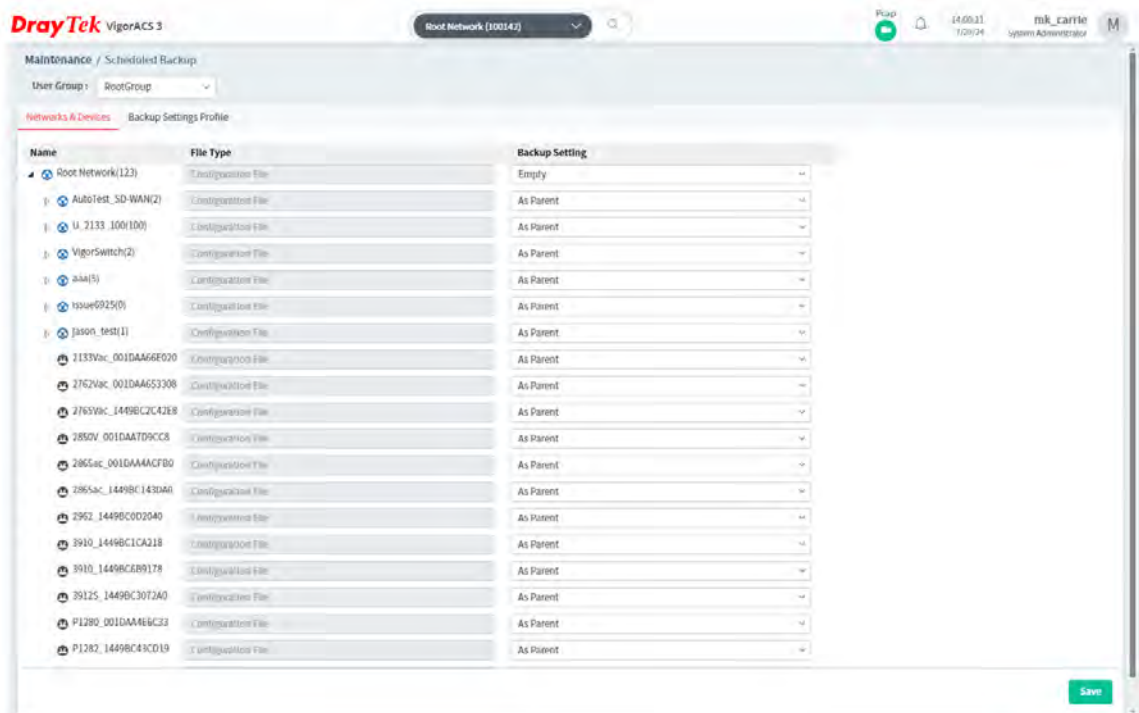 DrayTek VigorACS 3
Root Network (100142)
Pcap
mk_carrie
System Administrator
M
Maintenance / Scheduled Backup
User Group : RootGroup
Networks & Devices Backup Settings Profile
Name File Type Backup Setting
Root Network(123) Configuration File Empty
AutoTest_SD-WAN(2) Configuration File As Parent
U_2133_100(100) Configuration File As Parent
VigorSwitch(2) Configuration File As Parent
aaa(5) Configuration File As Parent
issue6925(0) Configuration File As Parent
Jason_test(1) Configuration File As Parent
2133Vac_001DAA66E020 Configuration File As Parent
2762Vac_001DAA653308 Configuration File As Parent
2765Vac_1449BC2C42E8 Configuration File As Parent
2850V_001DAA7D9CC8 Configuration File As Parent
2865ac_001DAA4ACFB0 Configuration File As Parent
2865ac_1449BC143DA0 Configuration File As Parent
2962_1449BC0D2040 Configuration File As Parent
3910_1449BC1CA218 Configuration File As Parent
3910_1449BC6B9178 Configuration File As Parent
3912S_1449BC3072A0 Configuration File As Parent
P1280_001DAA4E6C33 Configuration File As Parent
P1282_1449BC43CD19 Configuration File As Parent
Save